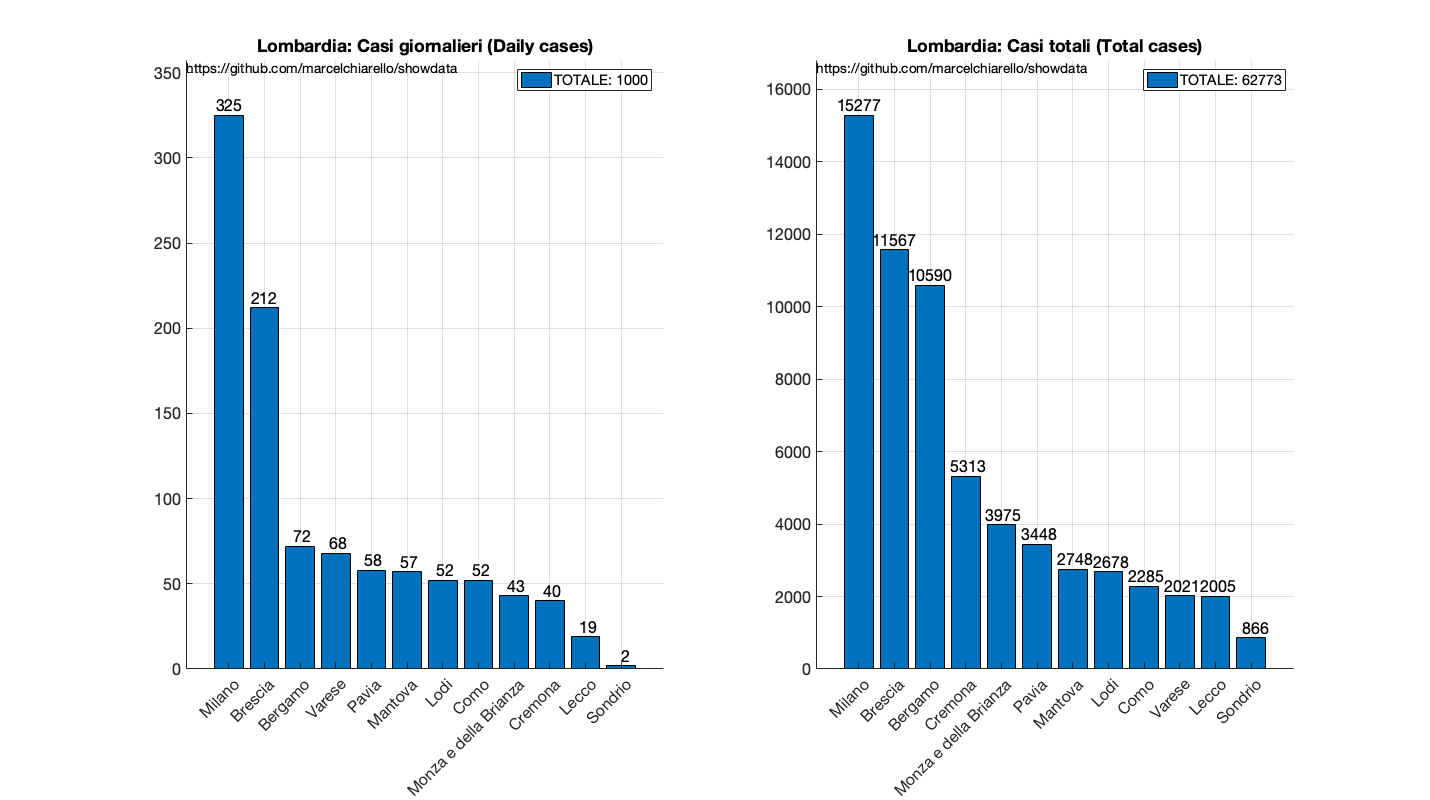 Lombardia: Casi giornalieri (Daily cases)
https://github.com/marcelchiarello/showdata
TOTALE: 1000
350
300
250
200
150
100
50
0
325
212
72
68
58
57
52
52
43
40
19
2
Milano
Brescia
Bergamo
Varese
Pavia
Mantova
Lodi
Como
Monza e della Brianza
Cremona
Lecco
Sondrio
Lombardia: Casi totali (Total cases)
https://github.com/marcelchiarello/showdata
TOTALE: 62773
16000
14000
12000
10000
8000
6000
4000
2000
0
15277
11567
10590
5313
3975
3448
2748
2678
2285
2021
2005
866
Milano
Brescia
Bergamo
Cremona
Monza e della Brianza
Pavia
Mantova
Lodi
Como
Varese
Lecco
Sondrio